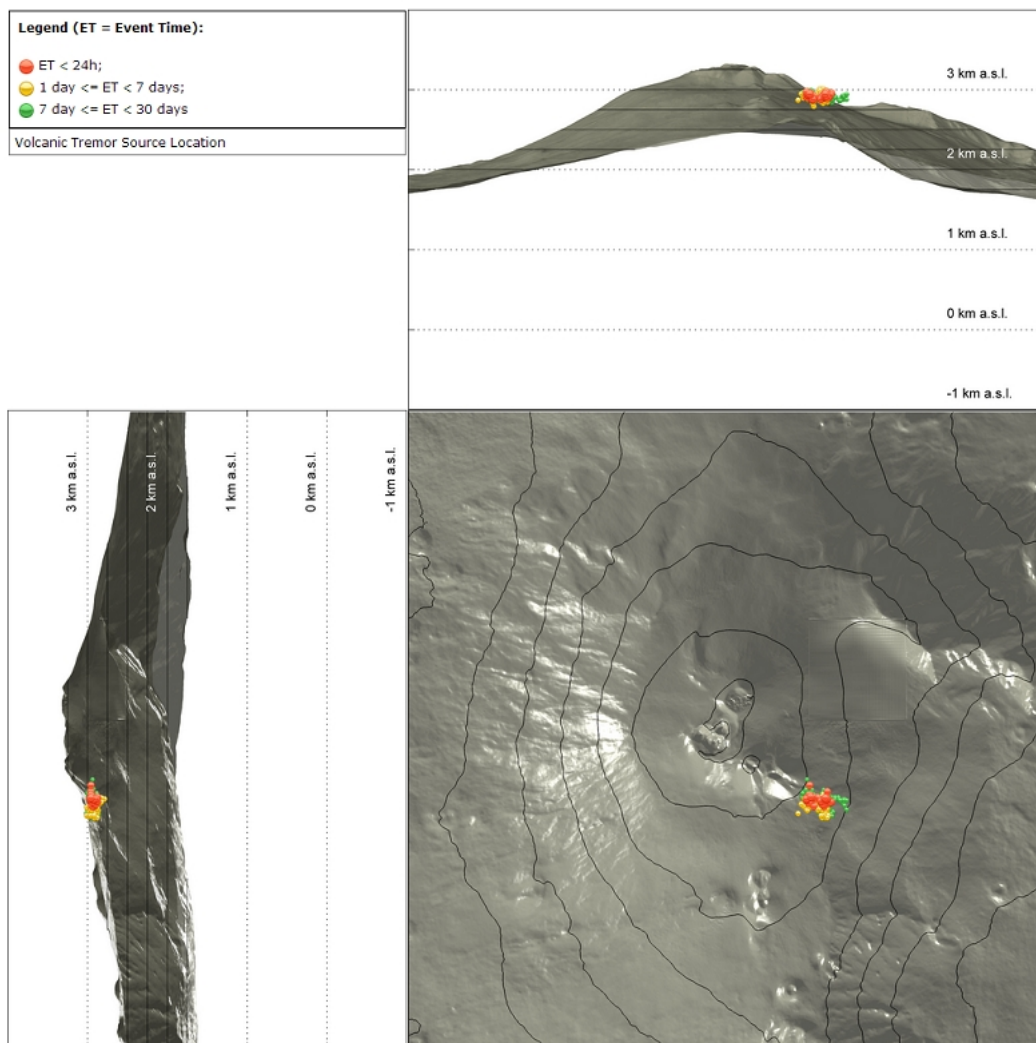 Legend (ET = Event Time):
ET < 24h;
1 day <= ET < 7 days;
7 day <= ET < 30 days
Volcanic Tremor Source Location
3 km a.s.l.
2 km a.s.l.
1 km a.s.l.
0 km a.s.l.
-1 km a.s.l.
3 km a.s.l.
2 km a.s.l.
1 km a.s.l.
0 km a.s.l.
-1 km a.s.l.